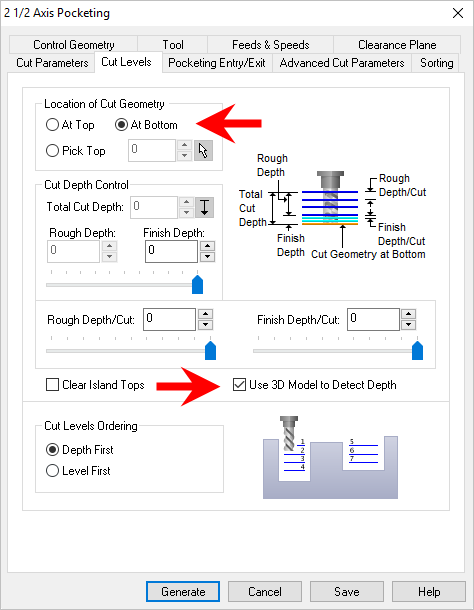 2 1/2 Axis Pocketing
Control Geometry Tool Feeds & Speeds Clearance Plane
Cut Parameters Cut Levels Pocketing Entry/Exit Advanced Cut Parameters Sorting
Location of Cut Geometry
At Top At Bottom
Pick Top 0
Cut Depth Control
Total Cut Depth: 0
Rough Depth: Finish Depth:
0 0
Rough
Depth
Total
Cut
Depth
Finish
Depth
Rough
Depth/Cut
Finish
Depth/Cut
Cut Geometry at Bottom
Rough Depth/Cut: 0 Finish Depth/Cut: 0
Clear Island Tops Use 3D Model to Detect Depth
Cut Levels Ordering
Depth First
Level First
1 5
2 6
3 7
4
Generate Cancel Save Help